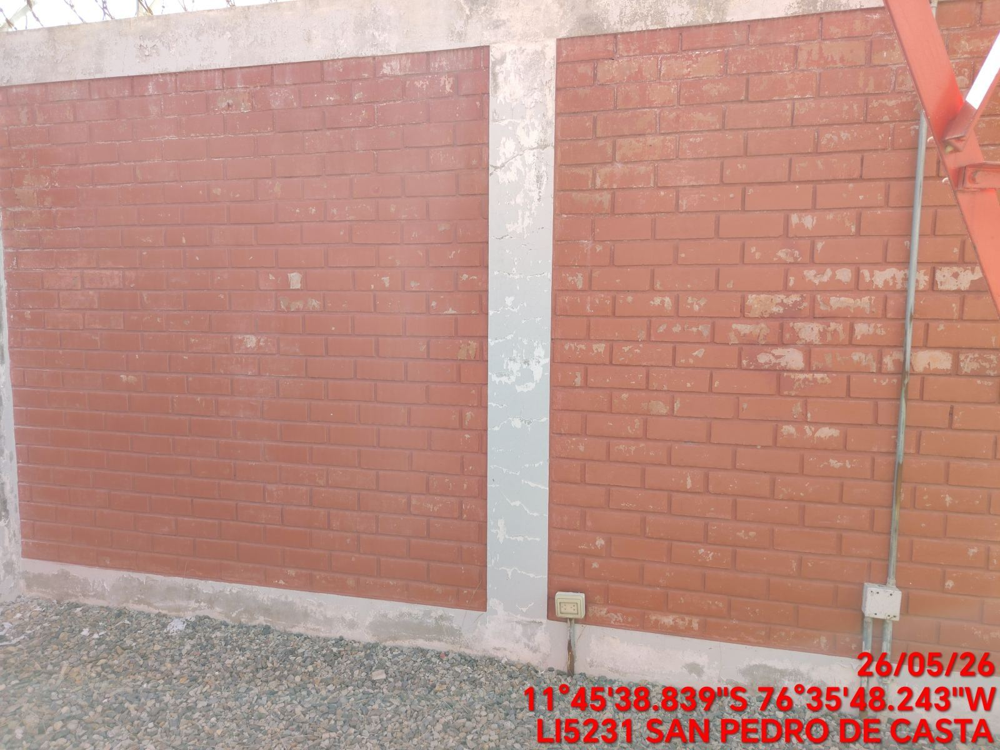 26/05/26
11°45'38.839"S 76°35'48.243"W
LI5231 SAN PEDRO DE CASTA